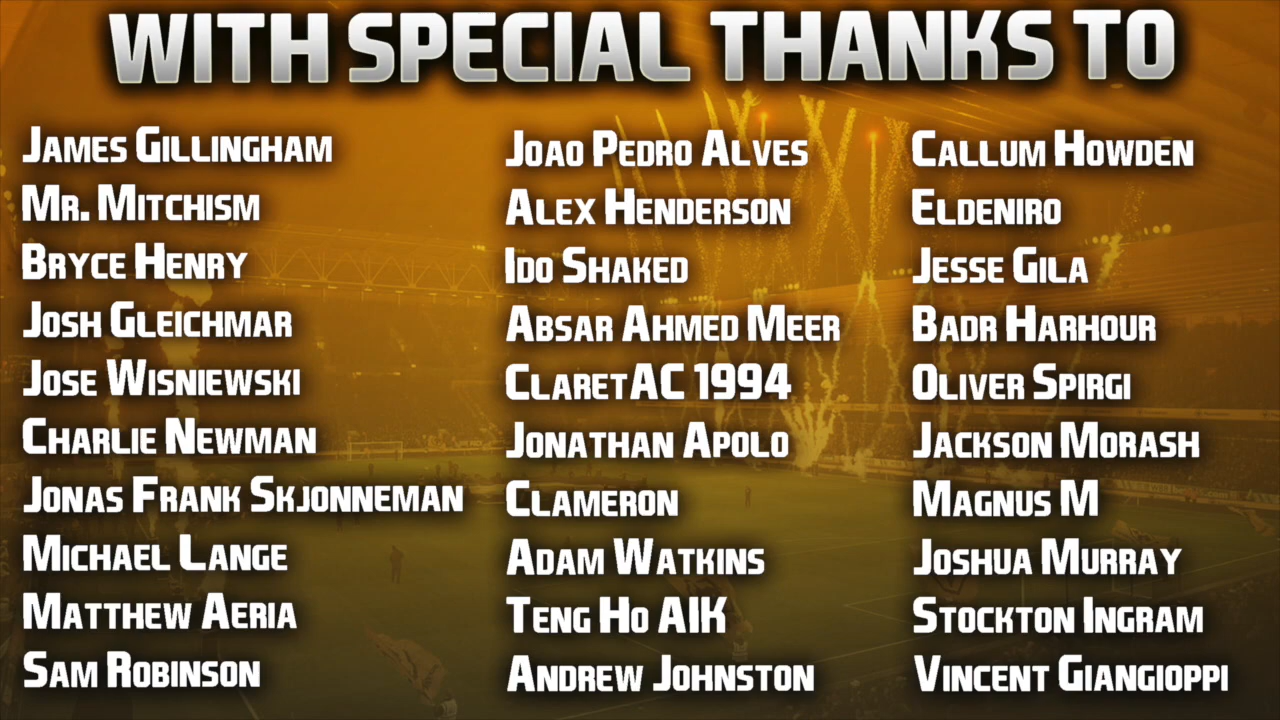 WITH SPECIAL THANKS TO
James Gillingham
Mr. Mitchism
Bryce Henry
Josh Gleichmar
Jose Wisniewski
Charlie Newman
Jonas Frank Skjonneman
Michael Lange
Matthew Aeria
Sam Robinson
Joao Pedro Alves
Alex Henderson
Ido Shaked
Absar Ahmed Meer
ClaretAC 1994
Jonathan Apolo
Clameron
Adam Watkins
Teng Ho AIK
Andrew Johnston
Callum Howden
Eldeniro
Jesse Gila
Badr Harhour
Oliver Spirgi
Jackson Morash
Magnus M
Joshua Murray
Stockton Ingram
Vincent Giangioppi